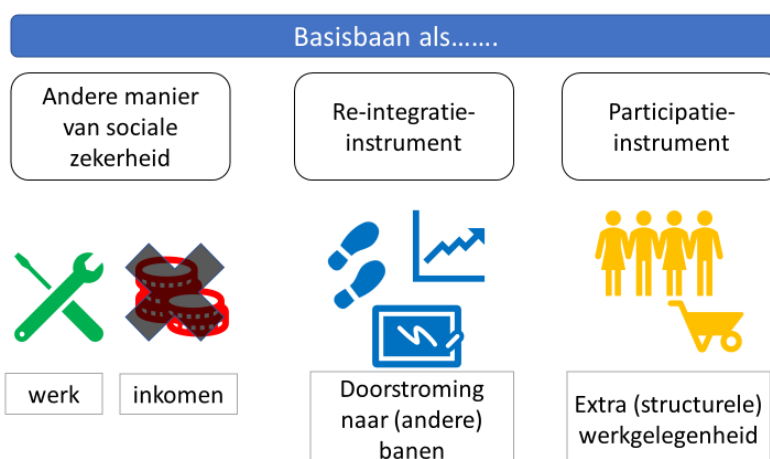 Basisbaan als.......
Andere manier
van sociale
zekerheid
Re-integratie-
instrument
Participatie-
instrument
werk
inkomen
Doorstroming
naar (andere)
banen
Extra (structurele)
werkgelegenheid